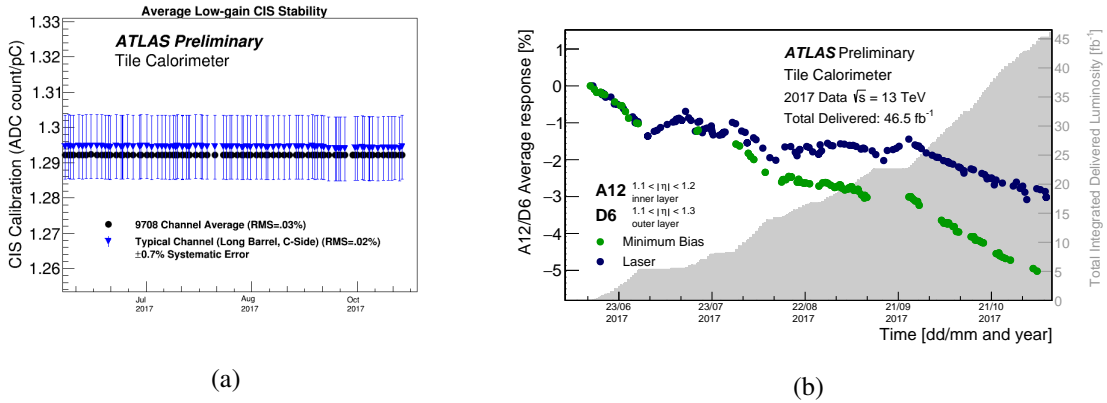 Average Low-gain CIS Stability
CIS Calibration (ADC count/pC)
1.33
1.32
1.31
1.3
1.29
1.28
1.27
1.26
ATLAS Preliminary
Tile Calorimeter
9708 Channel Average (RMS=.03%)
Typical Channel (Long Barrel, C-Side) (RMS=.02%)
±0.7% Systematic Error
Jul
2017
Aug
2017
Oct
2017
(a)
A12/D6 Average response [%]
1
0
−1
−2
−3
−4
−5
ATLAS Preliminary
Tile Calorimeter
2017 Data √s = 13 TeV
Total Delivered: 46.5 fb⁻¹
A12 1.1 < |η| < 1.2
inner layer
D6 1.1 < |η| < 1.3
outer layer
Minimum Bias
Laser
23/06
2017
23/07
2017
22/08
2017
21/09
2017
21/10
2017
Time [dd/mm and year]
45
40
35
30
25
20
15
10
5
0
Total Integrated Delivered Luminosity [fb⁻¹]
(b)